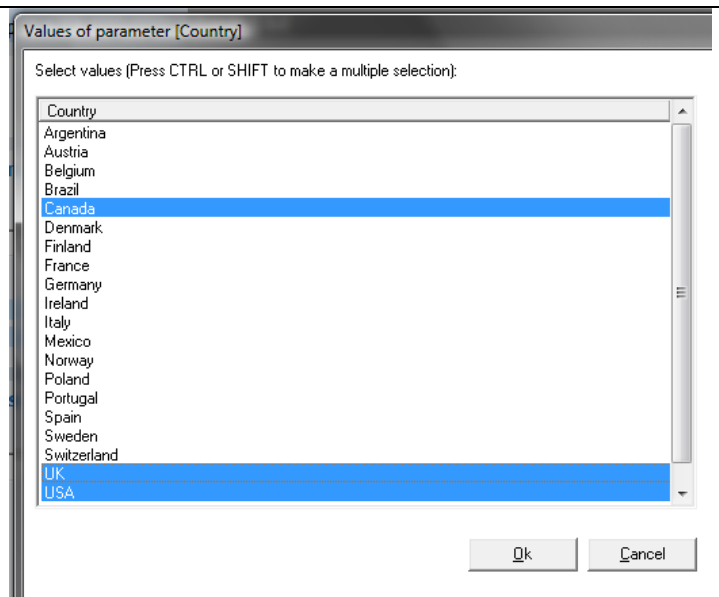 Values of parameter [Country]
Select values (Press CTRL or SHIFT to make a multiple selection):
Country
Argentina
Austria
Belgium
Brazil
Canada
Denmark
Finland
France
Germany
Ireland
Italy
Mexico
Norway
Poland
Portugal
Spain
Sweden
Switzerland
UK
USA
Ok
Cancel